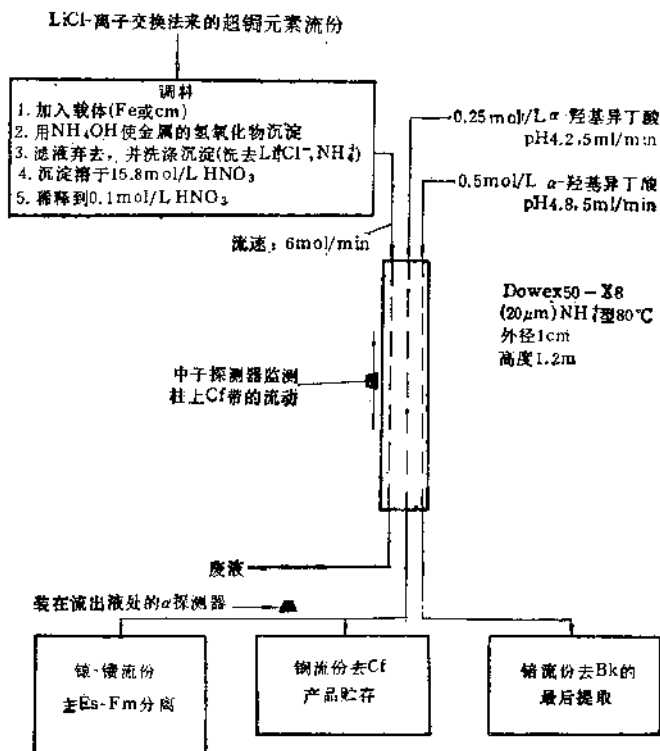 LiCl-离子交换法来的超锔元素流份
调料
1. 加入载体(Fe或cm)
2. 用NH₄OH使金属的氢氧化物沉淀
3. 滤液弃去，并洗涤沉淀(洗去Li⁺Cl⁻,NH₄⁺)
4. 沉淀溶于15.8mol/L HNO₃
5. 稀释到0.1mol/L HNO₃
0.25mol/L α-羟基异丁酸
pH4.2,5ml/min
0.5mol/L α-羟基异丁酸
pH4.8,5ml/min
流速：6mol/min
Dowex50-X8
(20μm)NH₄⁺型80℃
外径1cm
高度1.2m
中子探测器监测
柱上Cf带的流动
废液
装在流出液处的α探测器
锿-镄流份
去Es-Fm分离
锎流份去Cf
产品贮存
锫流份去Bk的
最后提取